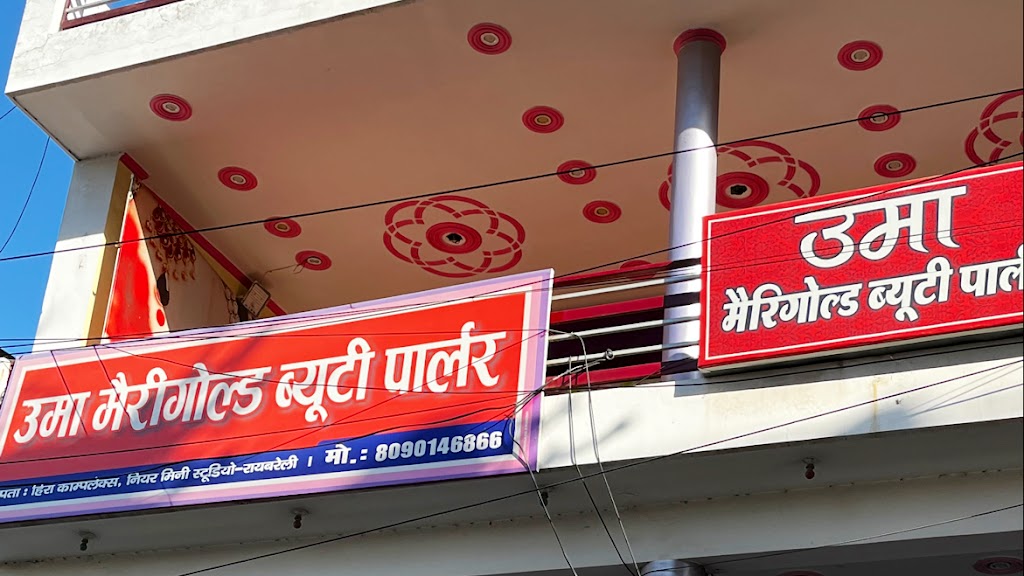 उमा मैरीगोल्ड ब्यूटी पार्लर
पता : हिरा काम्पलेक्स, नियर मिनी स्टूडियो-रायबरेली । मो.: 8090146866
उमा
मैरिगोल्ड ब्यूटी पार्ल